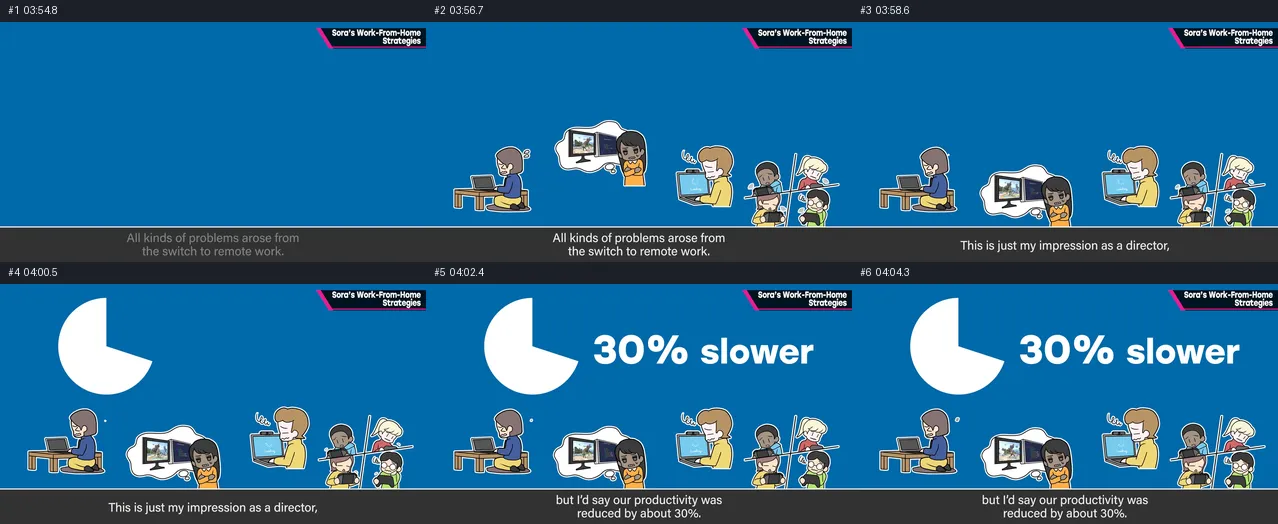 #1 03:54.8
Sora's Work-From-Home
Strategies
All kinds of problems arose from
the switch to remote work.
#2 03:56.7
Sora's Work-From-Home
Strategies
All kinds of problems arose from
the switch to remote work.
#3 03:58.6
Sora's Work-From-Home
Strategies
This is just my impression as a director,
#4 04:00.5
Sora's Work-From-Home
Strategies
This is just my impression as a director,
#5 04:02.4
Sora's Work-From-Home
Strategies
30% slower
but I'd say our productivity was
reduced by about 30%.
#6 04:04.3
Sora's Work-From-Home
Strategies
30% slower
but I'd say our productivity was
reduced by about 30%.